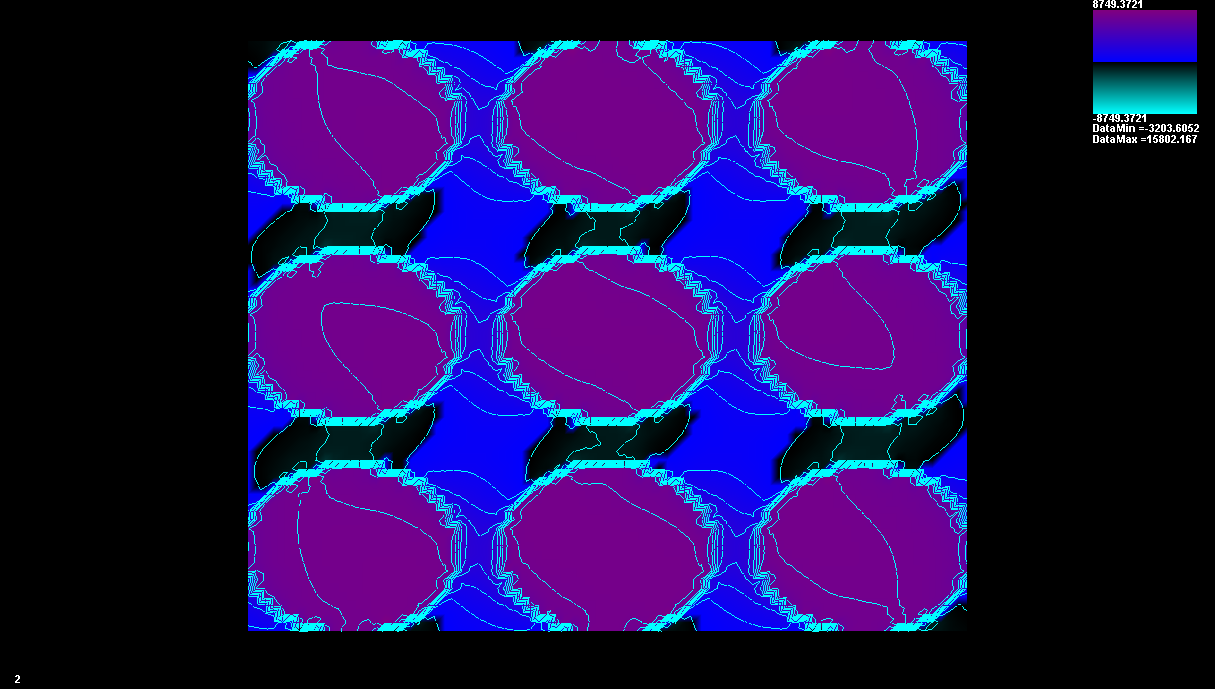 8749.3721
-8749.3721
DataMin =-3203.6052
DataMax =15802.167
2